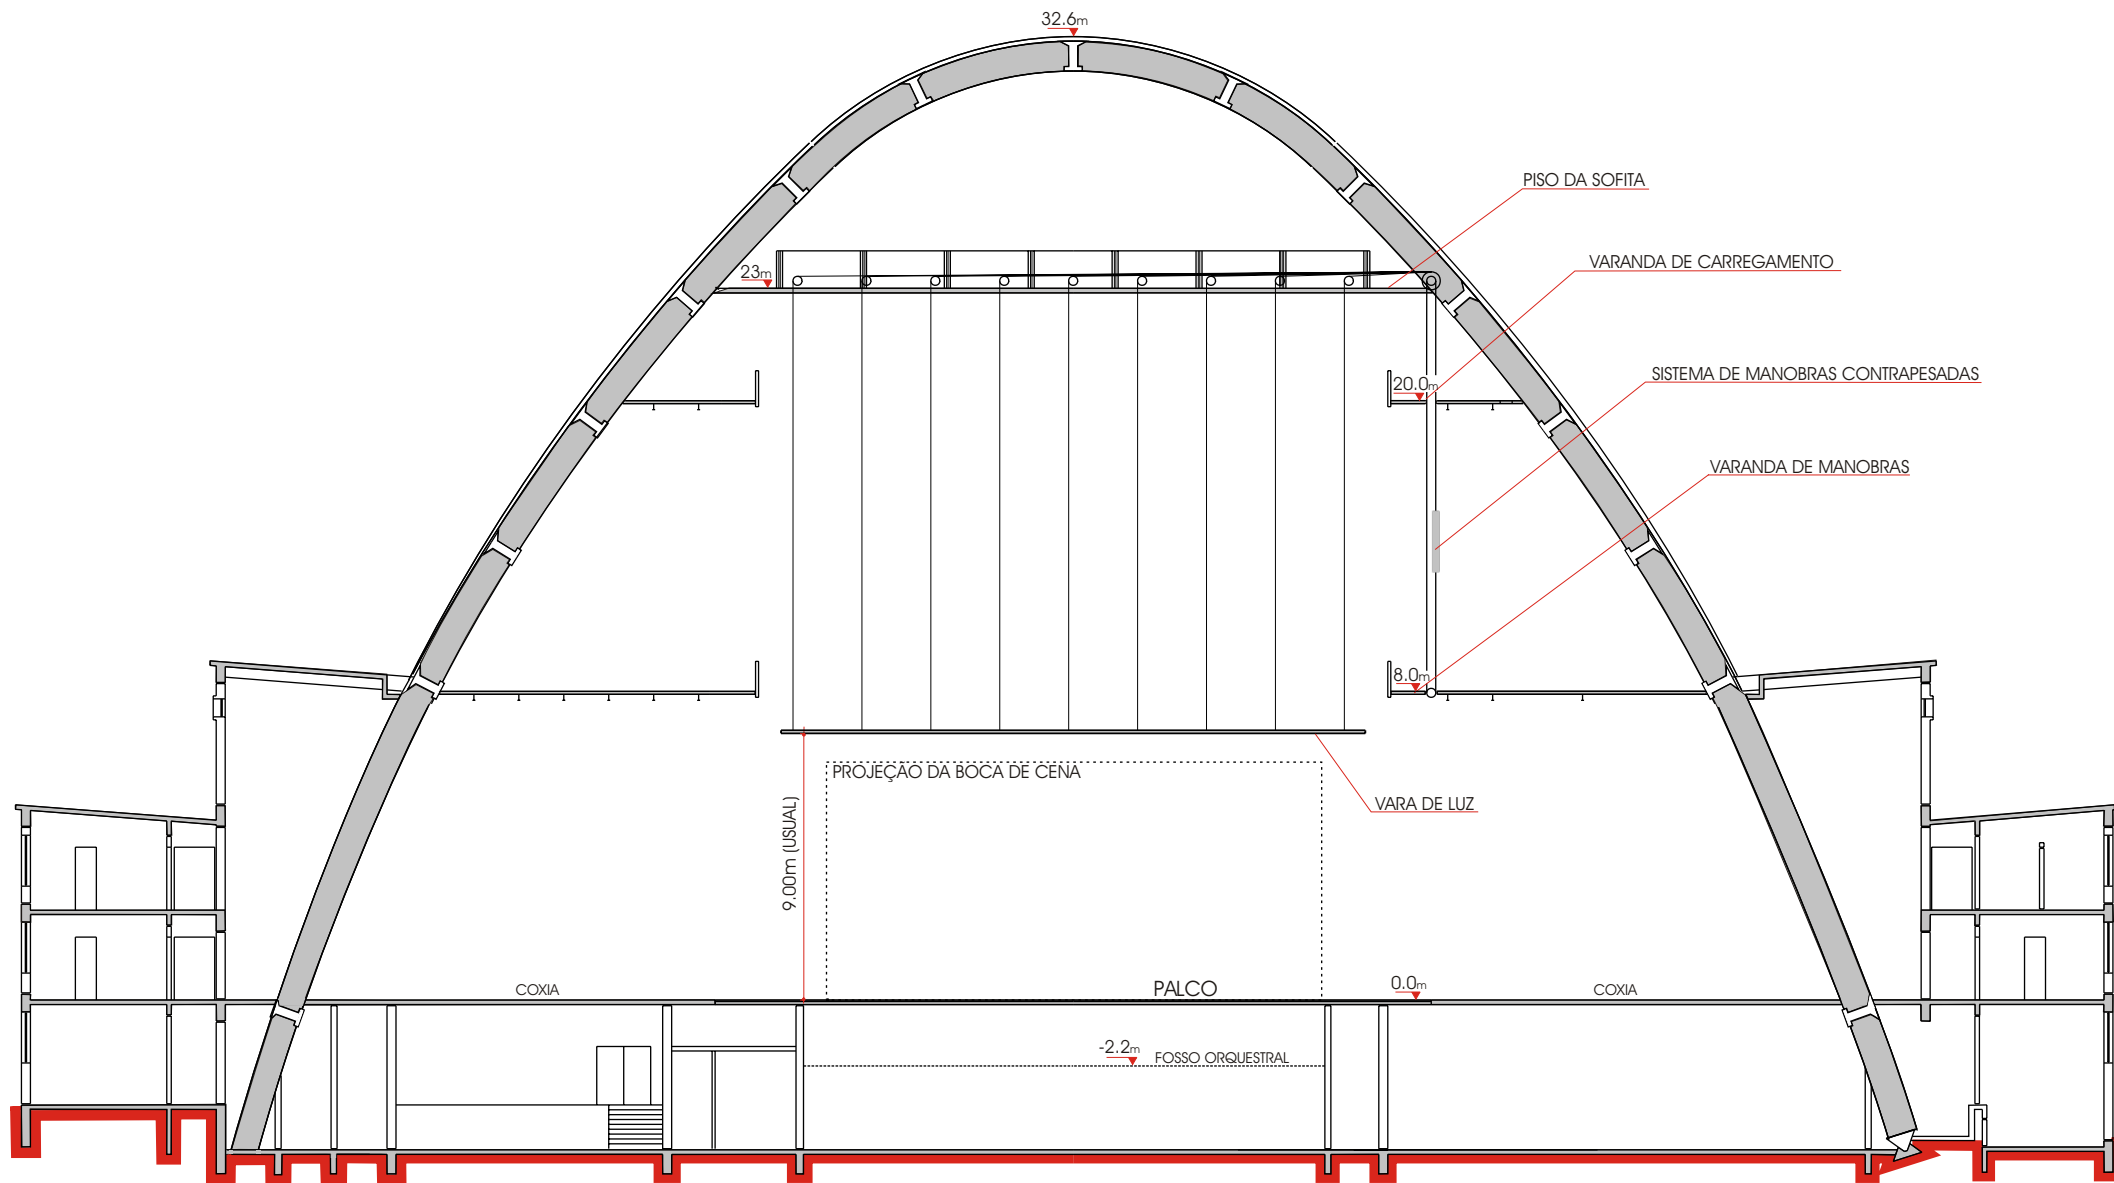 32.6m
PISO DA SOFITA
VARANDA DE CARREGAMENTO
23m
SISTEMA DE MANOBRAS CONTRAPESADAS
20.0m
VARANDA DE MANOBRAS
8.0m
PROJEÇÃO DA BOCA DE CENA
VARA DE LUZ
9.00m (USUAL)
COXIA
PALCO
0.0m
COXIA
-2.2m
FOSSO ORQUESTRAL